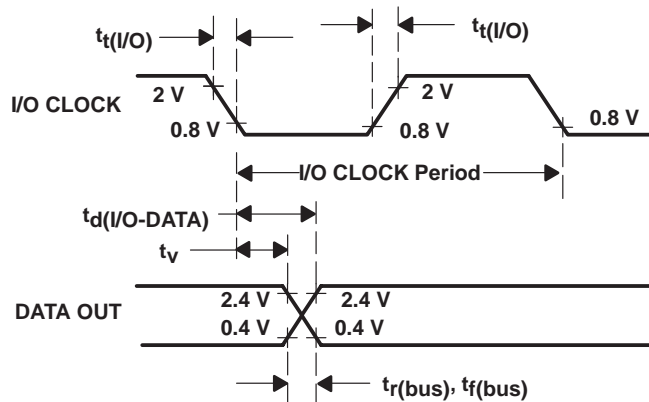 tt(I/O)
tt(I/O)
2 V
2 V
I/O CLOCK
0.8 V
0.8 V
0.8 V
I/O CLOCK Period
td(I/O-DATA)
tv
2.4 V
2.4 V
DATA OUT
0.4 V
0.4 V
tr(bus), tf(bus)